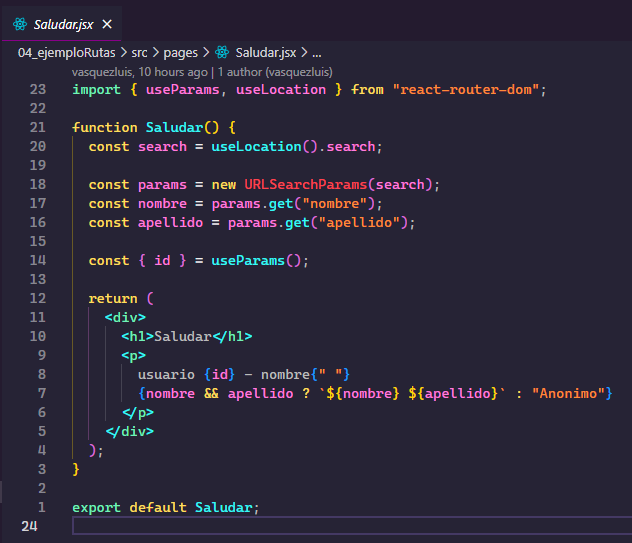 Saludar.jsx
04_ejemploRutas > src > pages > Saludar.jsx > ...
vasquezluis, 10 hours ago | 1 author (vasquezluis)
23 import { useParams, useLocation } from "react-router-dom";
22
21 function Saludar() {
20   const search = useLocation().search;
19
18   const params = new URLSearchParams(search);
17   const nombre = params.get("nombre");
16   const apellido = params.get("apellido");
15
14   const { id } = useParams();
13
12   return (
11     <div>
10       <h1>Saludar</h1>
9       <p>
8         usuario {id} - nombre{" "}
7         {nombre && apellido ? `${nombre} ${apellido}` : "Anonimo"}
6       </p>
5     </div>
4   );
3 }
2
1 export default Saludar;
24